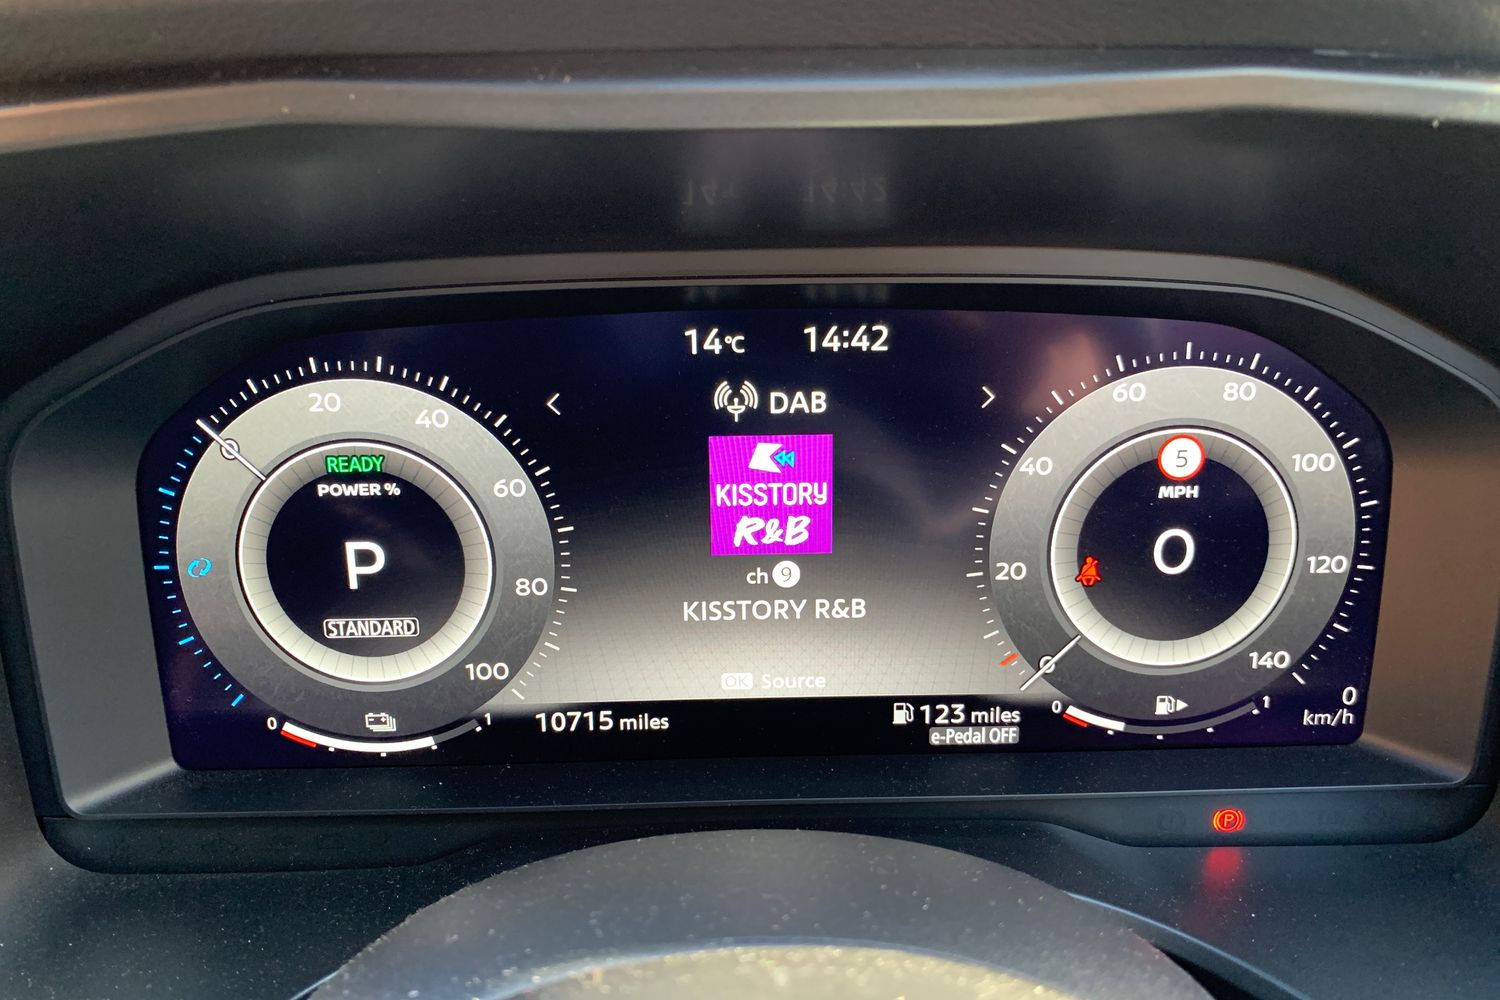 14°C 14:42
< DAB >
KISSTORY
R&B
ch 9
KISSTORY R&B
OK Source
0 20 40 60 80 100
READY
POWER %
P
STANDARD
0 1
10715 miles
123 miles
e-Pedal OFF
0 20 40 60 80 100 120 140
5
MPH
0
0 1
0
km/h
P